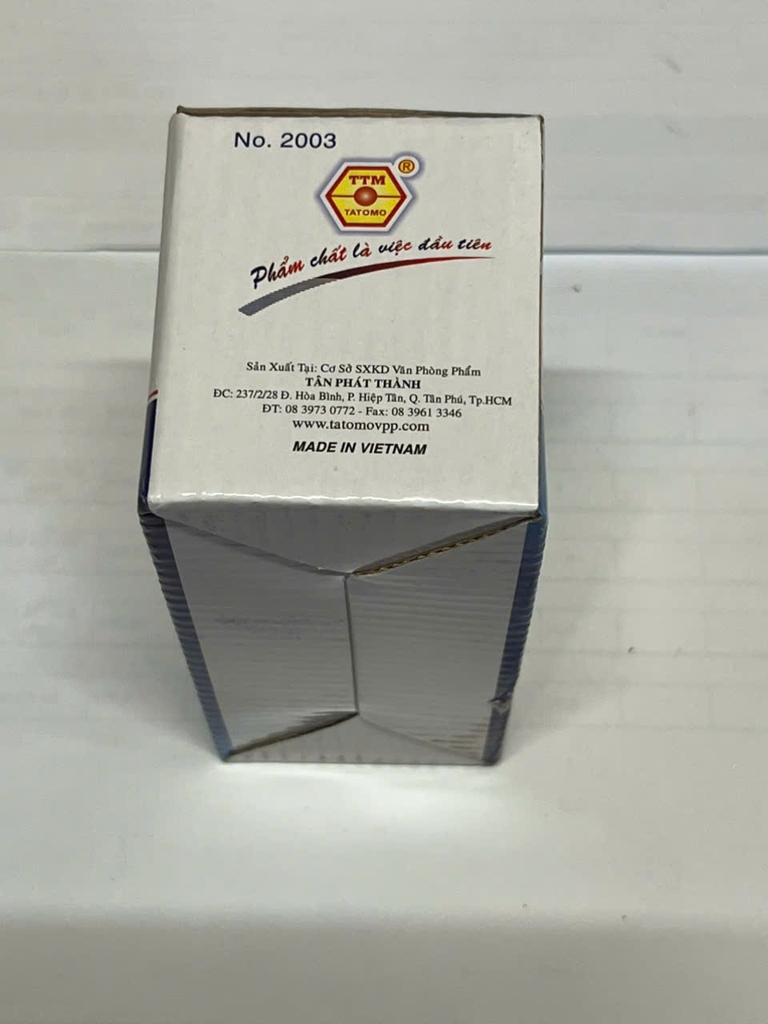 No. 2003
®
TTM
TATOMO
Phẩm chất là việc đầu tiên
Sản Xuất Tại: Cơ Sở SXKD Văn Phòng Phẩm
TÂN PHÁT THÀNH
ĐC: 237/2/28 Đ. Hòa Bình, P. Hiệp Tân, Q. Tân Phú, Tp.HCM
ĐT: 08 3973 0772 - Fax: 08 3961 3346
www.tatomovpp.com
MADE IN VIETNAM